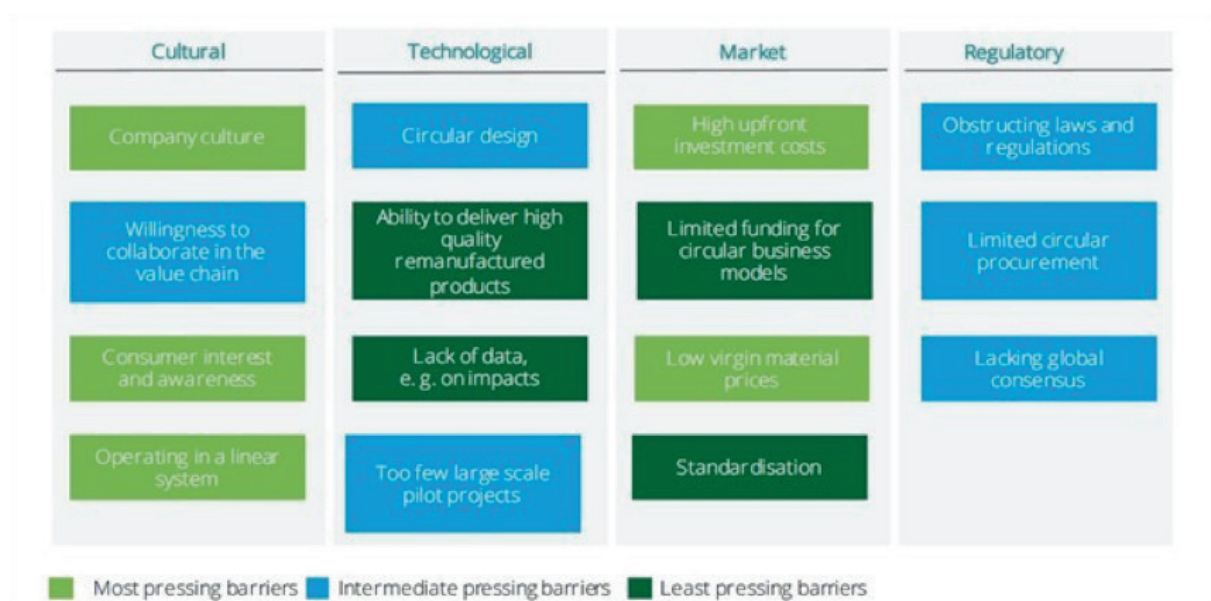 Cultural
Company culture
Willingness to
collaborate in the
value chain
Consumer interest
and awareness
Operating in a linear
system
Technological
Circular design
Ability to deliver high
quality
remanufactured
products
Lack of data,
e. g. on impacts
Too few large scale
pilot projects
Market
High upfront
investment costs
Limited funding for
circular business
models
Low virgin material
prices
Standardisation
Regulatory
Obstructing laws and
regulations
Limited circular
procurement
Lacking global
consensus
Most pressing barriers
Intermediate pressing barriers
Least pressing barriers